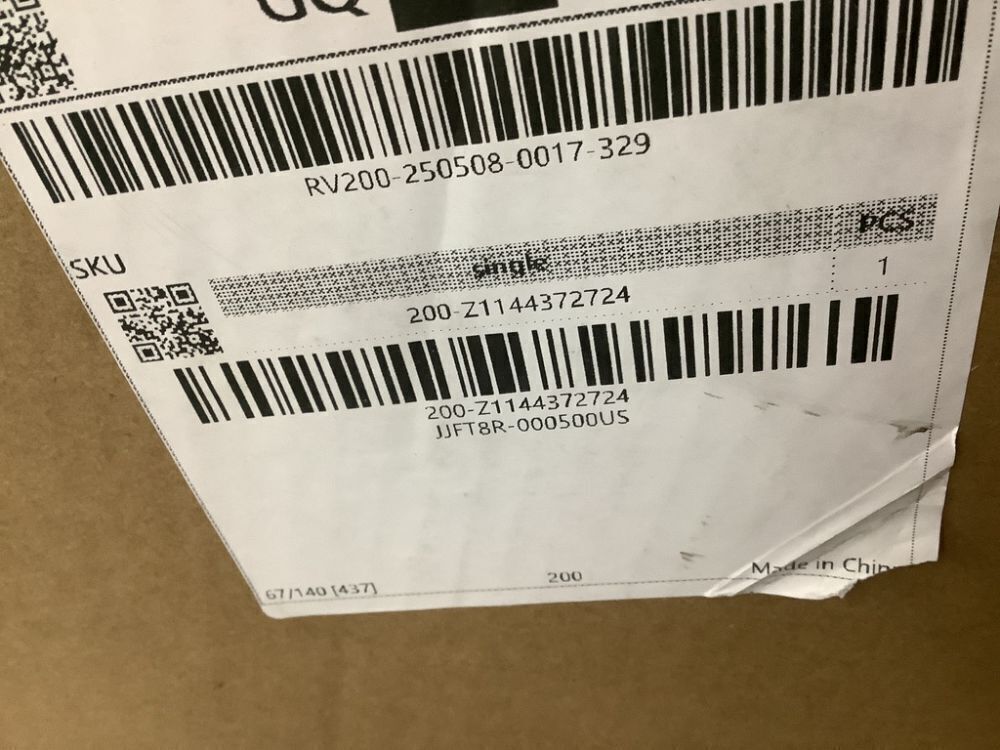 RV200-250508-0017-329
SKU
single PCS
200-Z1144372724 1
200-Z1144372724
JJFT8R-000500US
67/140 [437] 200 Made in China